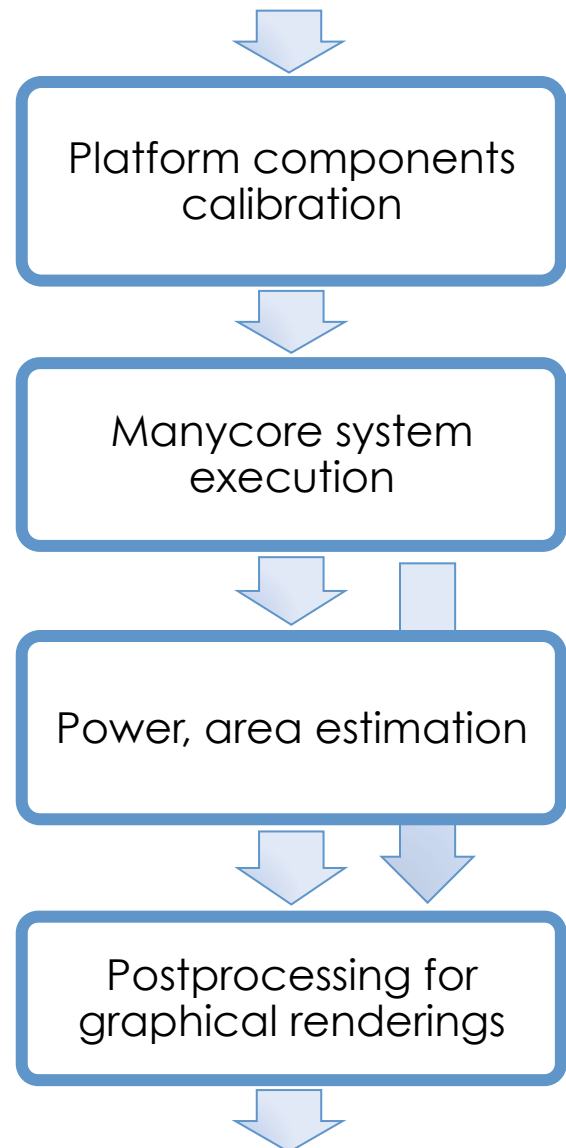 Platform components
calibration
Manycore system
execution
Power, area estimation
Postprocessing for
graphical renderings